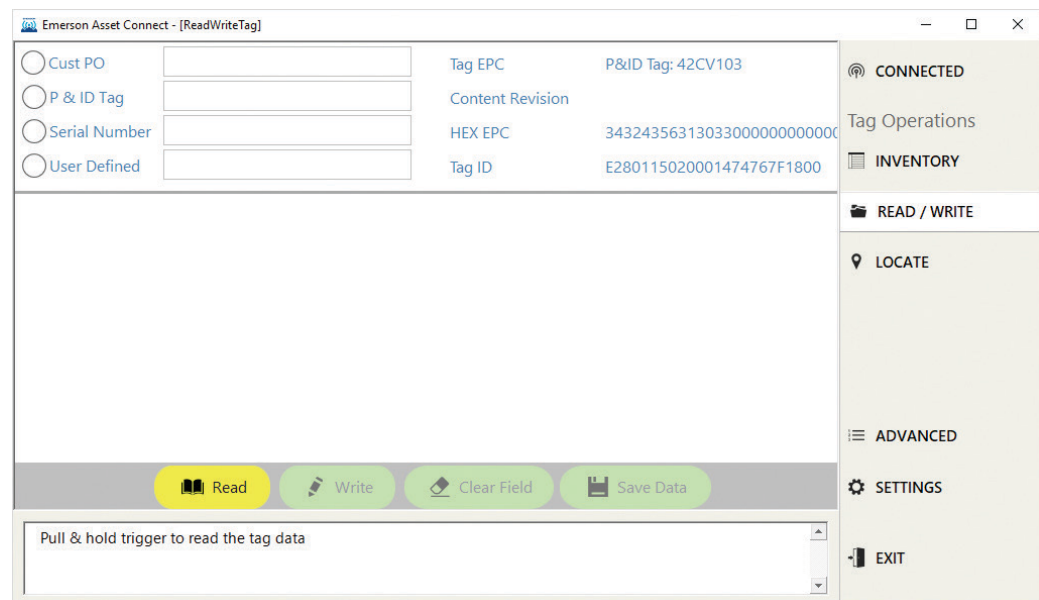 Emerson Asset Connect - [ReadWriteTag]
Cust PO
Tag EPC
P&ID Tag: 42CV103
P & ID Tag
Content Revision
Serial Number
HEX EPC
User Defined
Tag ID
E280115020001474767F1800
CONNECTED
Tag Operations
INVENTORY
READ / WRITE
LOCATE
ADVANCED
SETTINGS
EXIT
Read
Write
Clear Field
Save Data
Pull & hold trigger to read the tag data